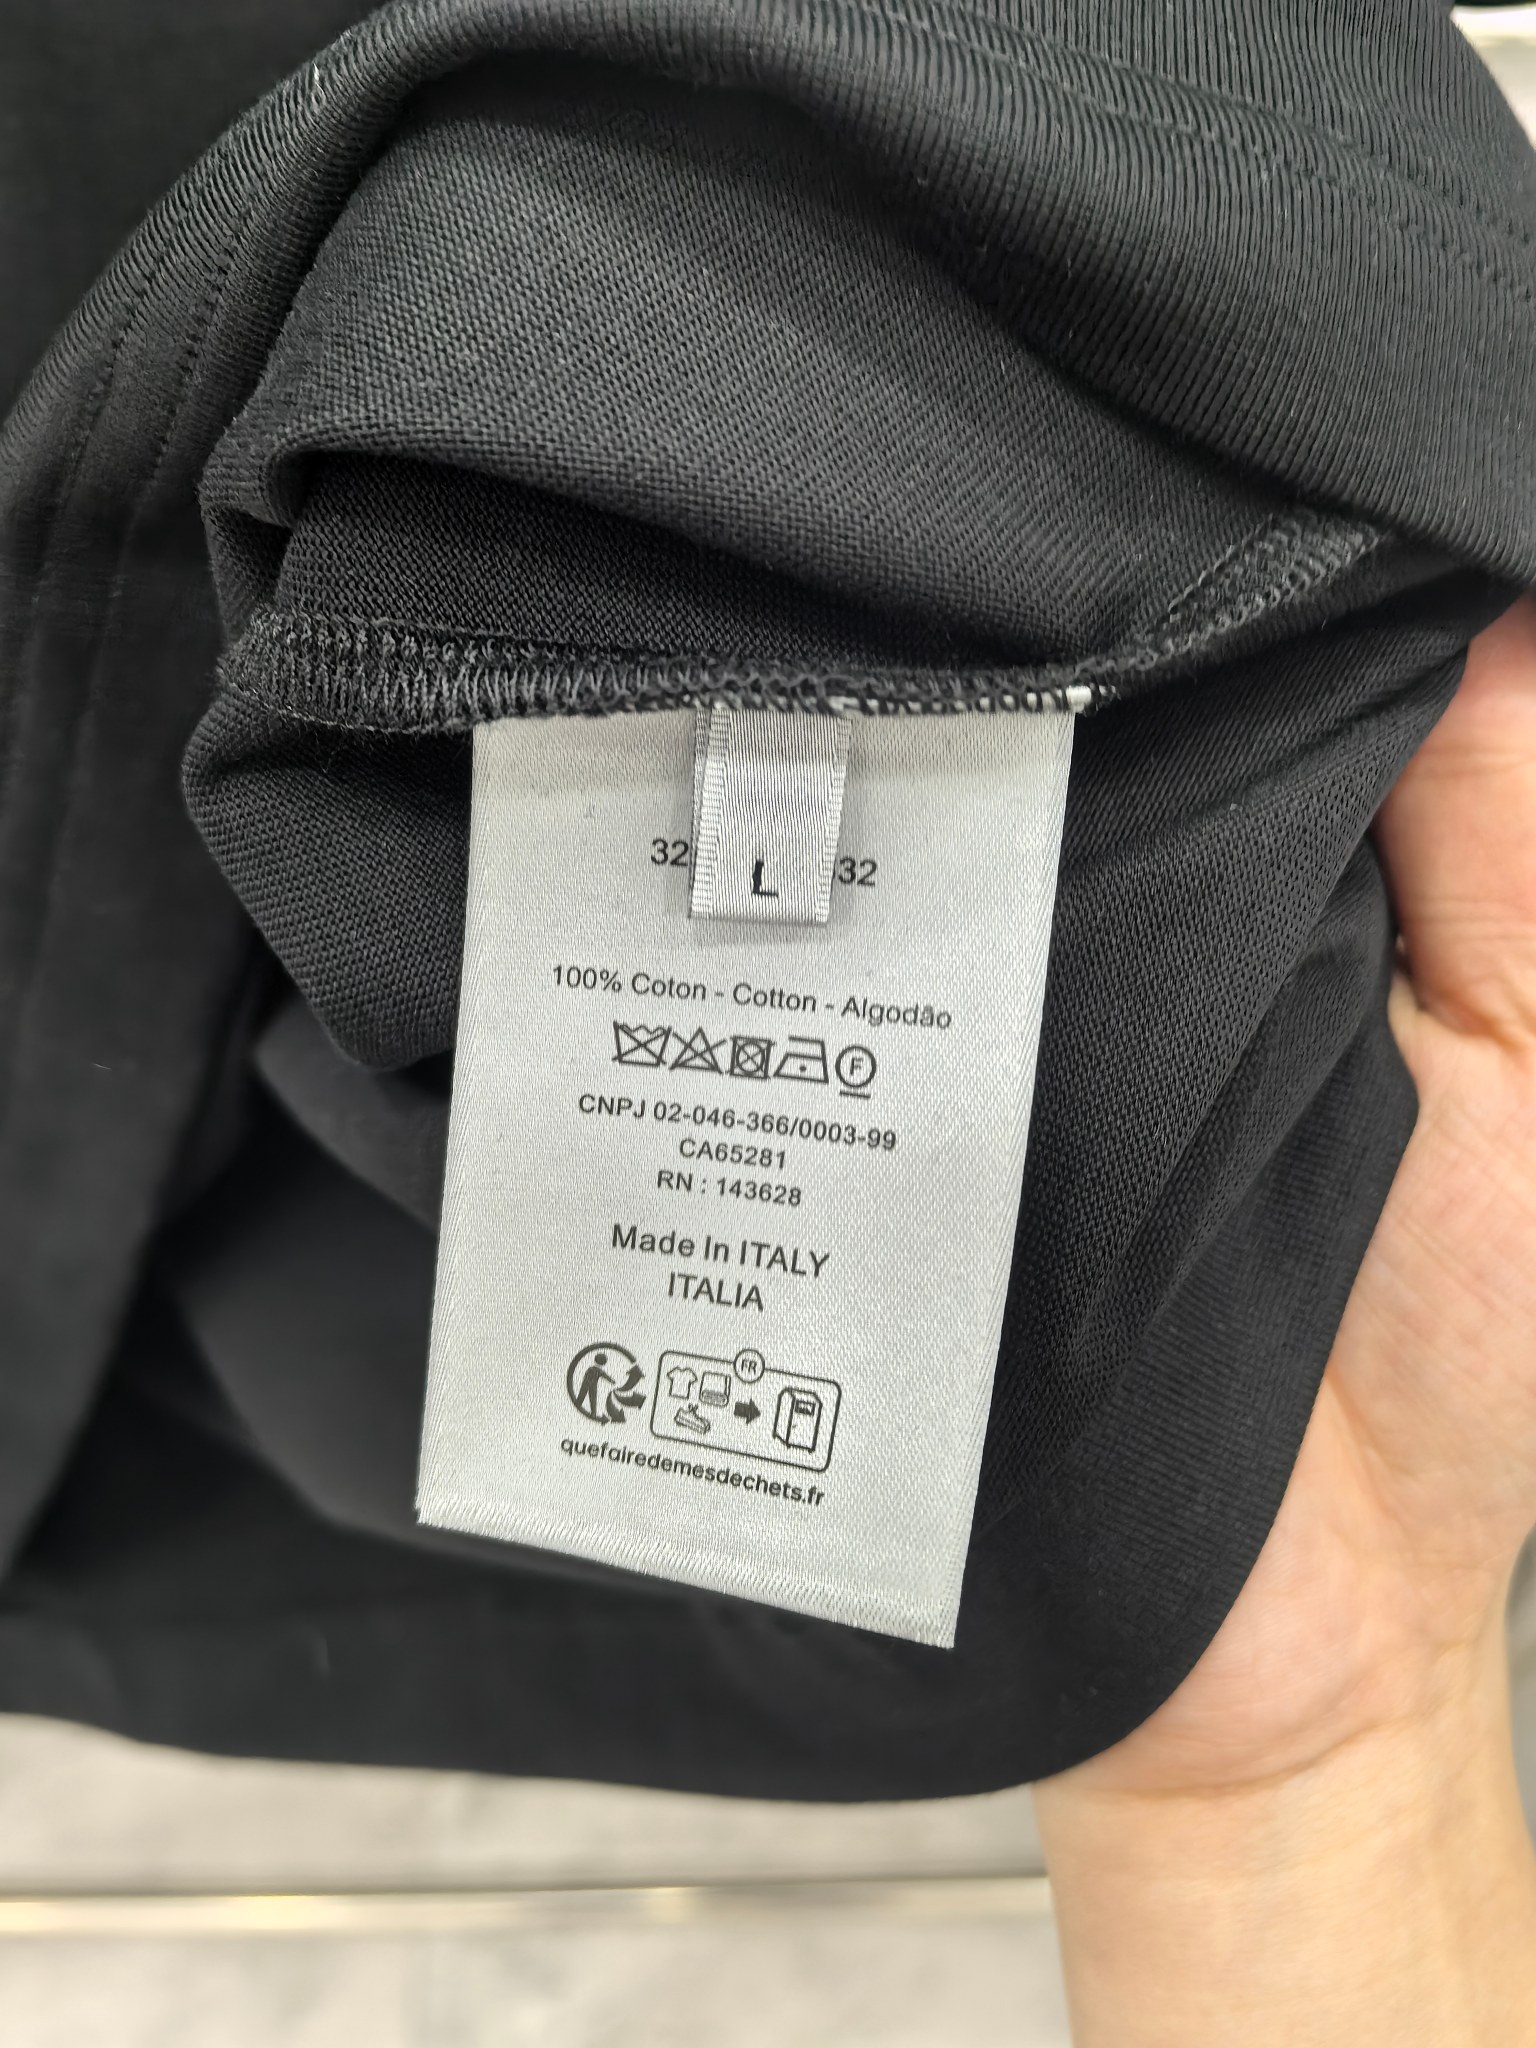 32 L 32
100% Coton - Cotton - Algodão
F
CNPJ 02-046-366/0003-99
CA65281
RN : 143628
Made In ITALY
ITALIA
FR
quefairedemesdechets.fr